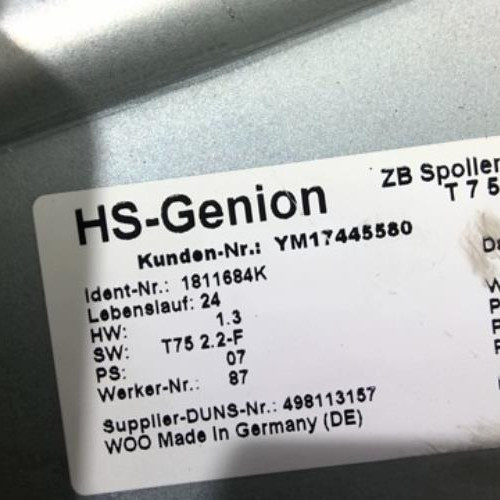 HS-Genion
ZB Spoiler
T 7 5
Kunden-Nr.: YM17445580
Ident-Nr.: 1811684K
Lebenslauf: 24
HW: 1.3
SW: T75 2.2-F
PS: 07
Werker-Nr.: 87
Supplier-DUNS-Nr.: 498113157
WOO Made in Germany (DE)